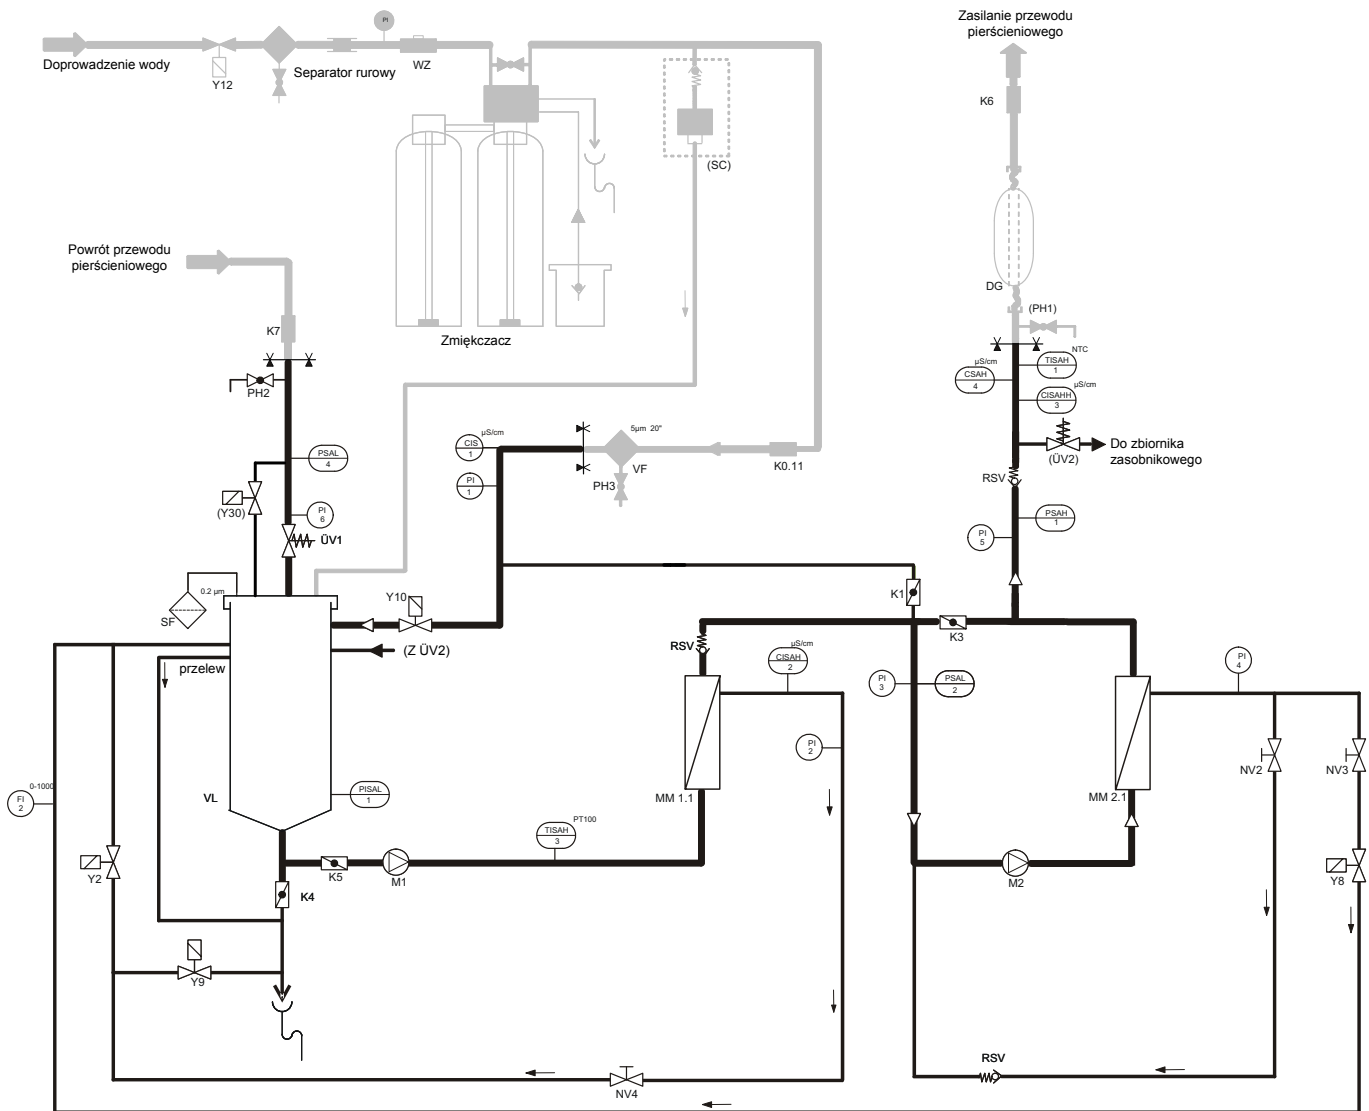 Zasilanie przewodu
pierścieniowego
PI
Doprowadzenie wody
Separator rurowy
WZ
Y12
K6
(SC)
Powrót przewodu
pierścieniowego
K7
DG
(PH1)
Zmiękczacz
NTC
µS/cm
TISAH
1
CSAH
4
µS/cm
CISAHH
3
PH2
PSAL
4
CIS
1
µS/cm
5µm 20"
VF
K0.11
PH3
Do zbiornika
zasobnikowego
(ÜV2)
RSV
PI
1
(Y30)
PI
6
ÜV1
PSAH
1
PI
5
0.2 µm
SF
Y10
K1
K3
(Z ÜV2)
przelew
RSV
µS/cm
CISAH
2
PI
3
PSAL
2
PI
4
PI
2
NV2
NV3
0-1000
FI
2
VL
PISAL
1
MM 1.1
MM 2.1
PT100
TISAH
3
Y2
K5
M1
M2
Y8
K4
Y9
RSV
NV4